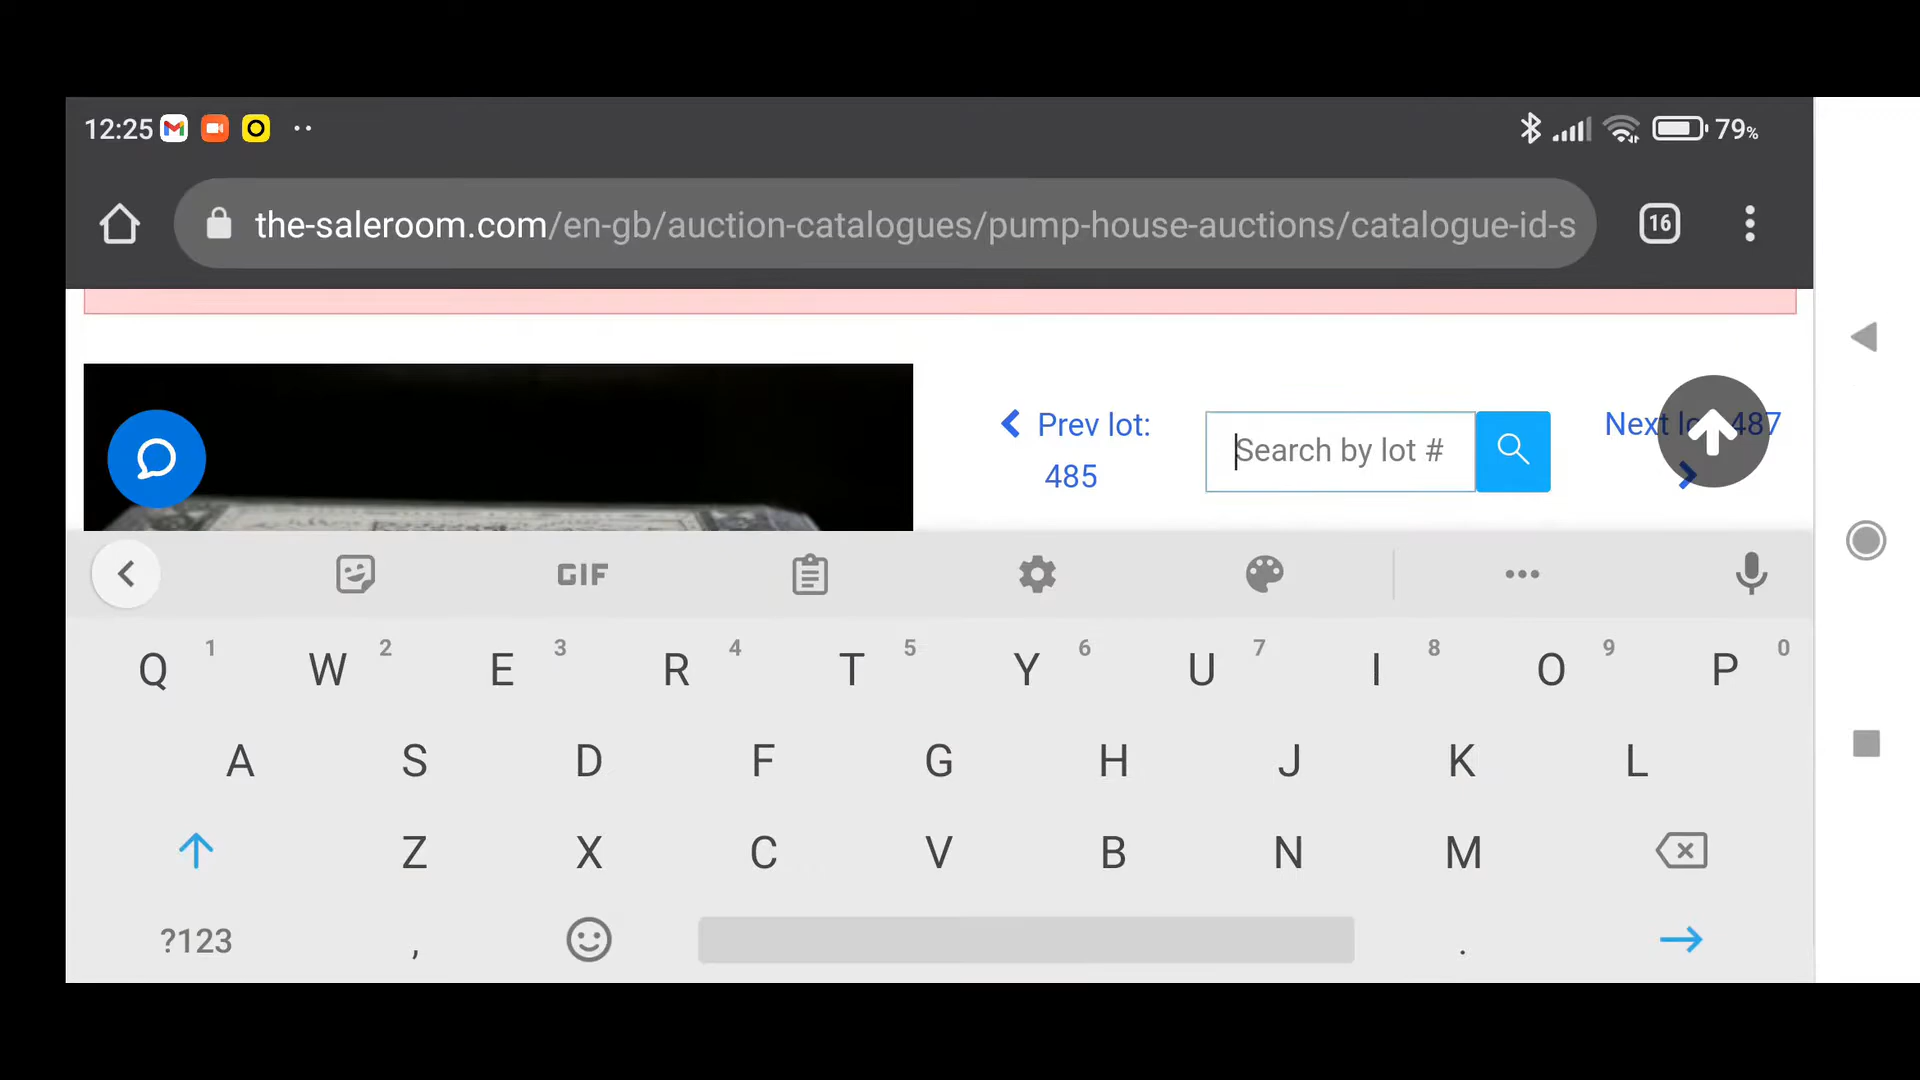 12:25
79%
the-saleroom.com/en-gb/auction-catalogues/pump-house-auctions/catalogue-id-s
16
Prev lot:
485
Search by lot #
Next lo 487
GIF
Q 1 W 2 E 3 R 4 T 5 Y 6 U 7 I 8 O 9 P 0
A S D F G H J K L
Z X C V B N M
?123 , .